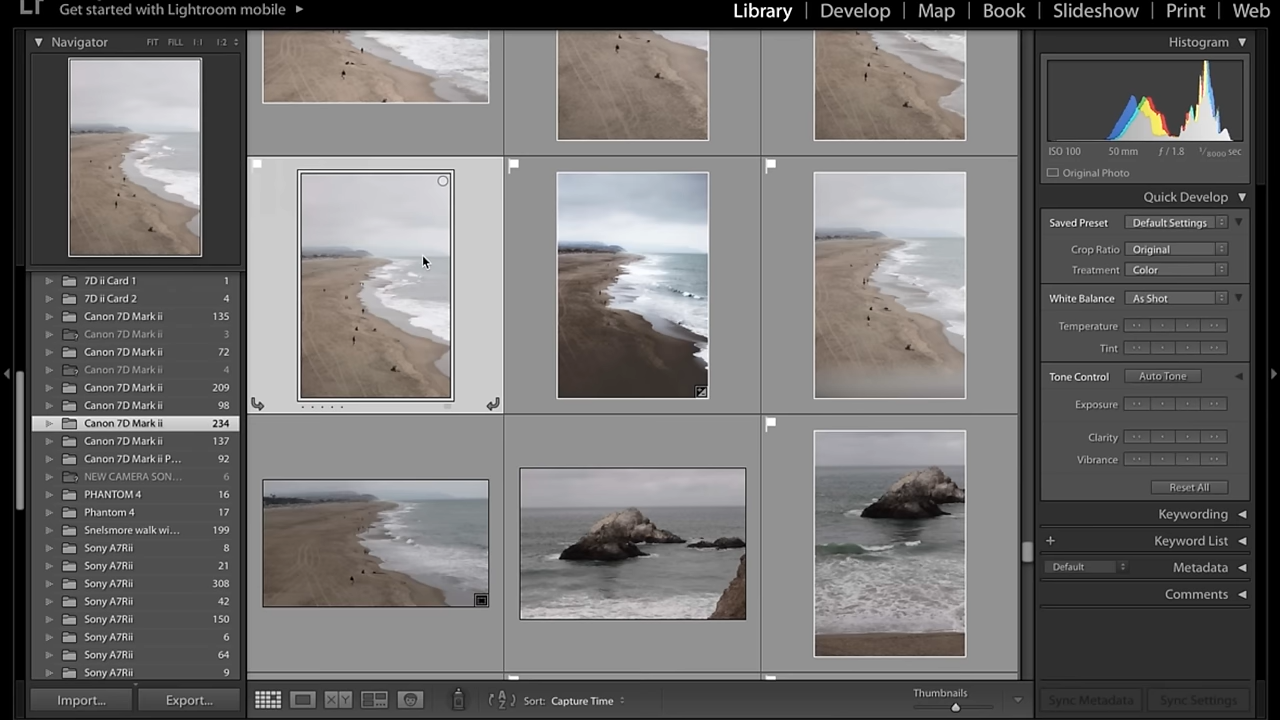 Lr Get started with Lightroom mobile
Library | Develop | Map | Book | Slideshow | Print | Web
Navigator FIT FILL 1:1 1:2
7D ii Card 1 1
7D ii Card 2 4
Canon 7D Mark ii 135
Canon 7D Mark ii 3
Canon 7D Mark ii 72
Canon 7D Mark ii 4
Canon 7D Mark ii 209
Canon 7D Mark ii 98
Canon 7D Mark ii 234
Canon 7D Mark ii 137
Canon 7D Mark ii P... 92
NEW CAMERA SON... 6
PHANTOM 4 16
Phantom 4 17
Snelsmore walk wi... 199
Sony A7Rii 8
Sony A7Rii 21
Sony A7Rii 308
Sony A7Rii 42
Sony A7Rii 150
Sony A7Rii 6
Sony A7Rii 64
Sony A7Rii 9
Import... Export...
X Y
Sort: Capture Time
Thumbnails
Histogram
ISO 100 50 mm ƒ / 1.8 1/8000 sec
Original Photo
Quick Develop
Saved Preset Default Settings
Crop Ratio Original
Treatment Color
White Balance As Shot
Temperature
Tint
Tone Control Auto Tone
Exposure
Clarity
Vibrance
Reset All
Keywording
+ Keyword List
Default Metadata
Comments
Sync Metadata Sync Settings